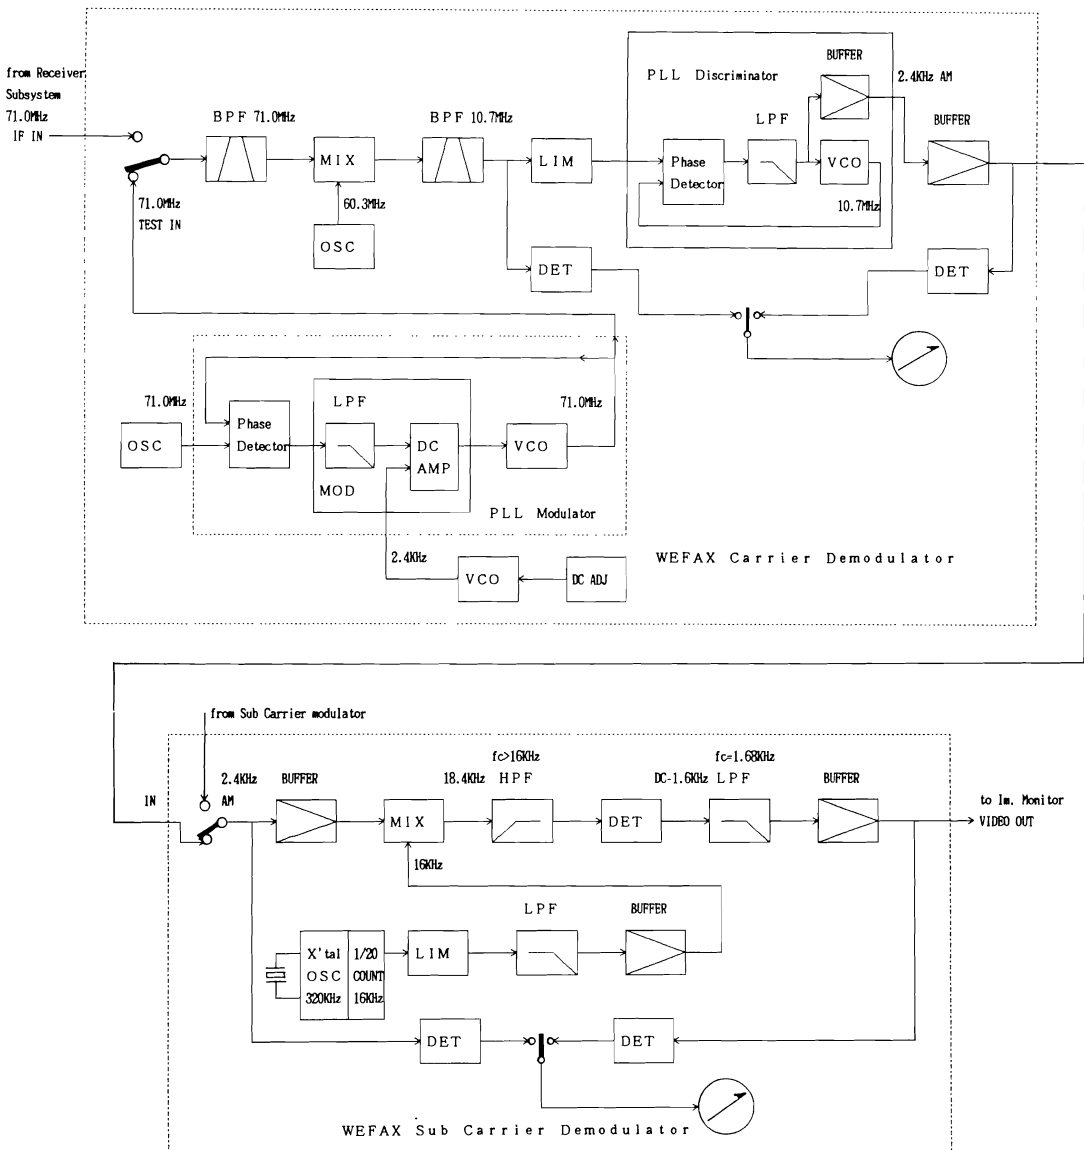 from Receiver
Subsystem
71.0MHz
IF IN
BPF 71.0MHz
MIX
60.3MHz
OSC
BPF 10.7MHz
LIM
DET
PLL Discriminator
Phase
Detector
LPF
BUFFER
VCO
10.7MHz
2.4KHz AM
BUFFER
DET
71.0MHz
TEST IN
71.0MHz
OSC
Phase
Detector
LPF
MOD
DC
AMP
VCO
71.0MHz
PLL Modulator
2.4KHz
VCO
DC ADJ
WEFAX Carrier Demodulator
from Sub Carrier modulator
IN
2.4KHz
AM
BUFFER
MIX
16KHz
18.4KHz
fc>16KHz
HPF
DET
DC-1.6KHz
fc=1.68KHz
LPF
BUFFER
to Im. Monitor
VIDEO OUT
X'tal
OSC
320KHz
1/20
COUNT
16KHz
LIM
LPF
BUFFER
DET
DET
WEFAX Sub Carrier Demodulator